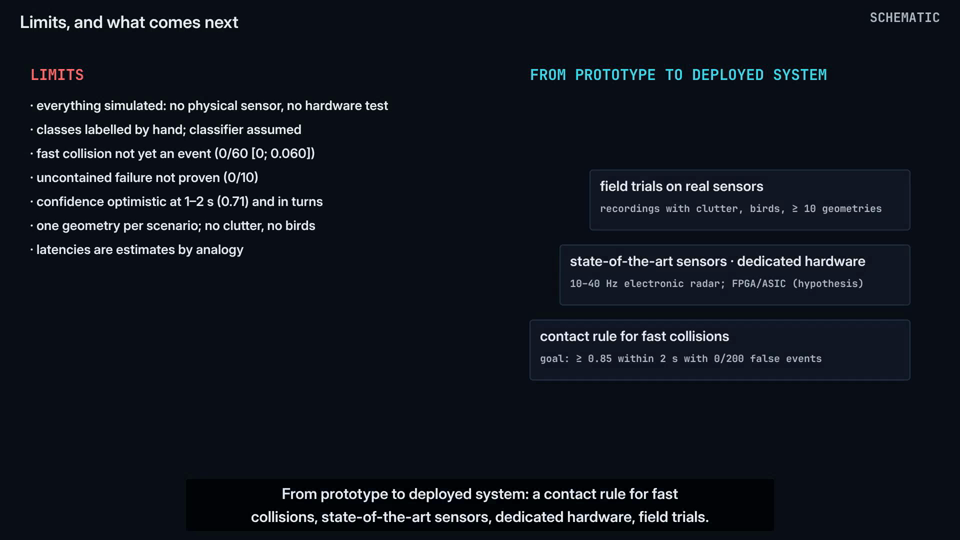 Limits, and what comes next
SCHEMATIC
LIMITS
· everything simulated: no physical sensor, no hardware test
· classes labelled by hand; classifier assumed
· fast collision not yet an event (0/60 [0; 0.060])
· uncontained failure not proven (0/10)
· confidence optimistic at 1–2 s (0.71) and in turns
· one geometry per scenario; no clutter, no birds
· latencies are estimates by analogy
FROM PROTOTYPE TO DEPLOYED SYSTEM
field trials on real sensors
recordings with clutter, birds, ≥ 10 geometries
state-of-the-art sensors · dedicated hardware
10–40 Hz electronic radar; FPGA/ASIC (hypothesis)
contact rule for fast collisions
goal: ≥ 0.85 within 2 s with 0/200 false events
From prototype to deployed system: a contact rule for fast
collisions, state-of-the-art sensors, dedicated hardware, field trials.